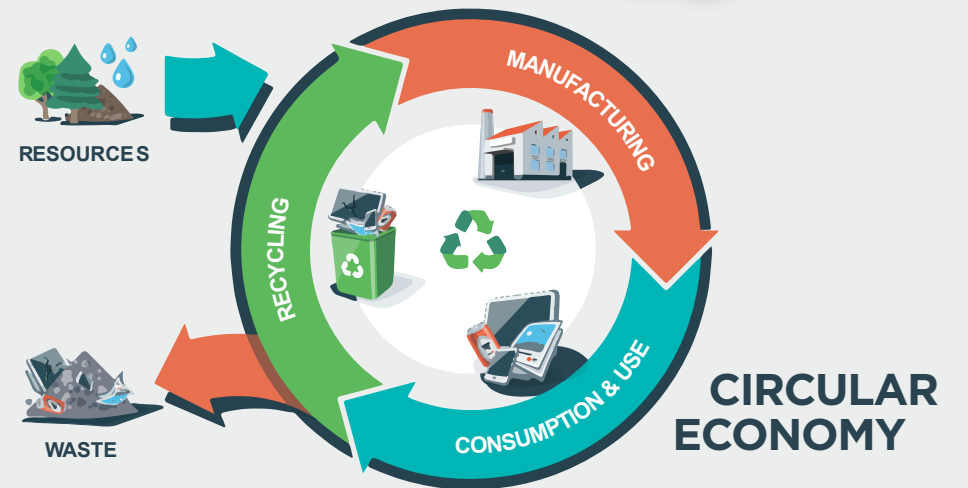 RESOURCES
MANUFACTURING
RECYCLING
CONSUMPTION & USE
WASTE
CIRCULAR
ECONOMY